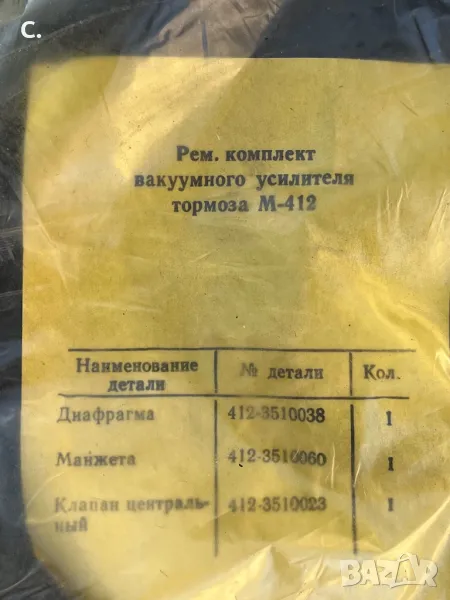 С.
Рем. комплект
вакуумного усилителя
тормоза М-412
Наименование детали № детали Кол.
Диафрагма 412-3510038 1
Манжета 412-3510060 1
Клапан централь- 412-3510023 1
ный
BAZAR